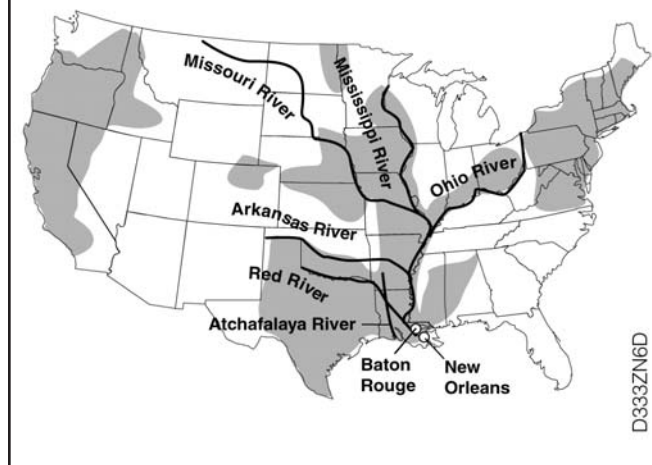 Missouri River
Mississippi River
Ohio River
Arkansas River
Red River
Atchafalaya River
Baton
Rouge
New
Orleans
D333ZN6D